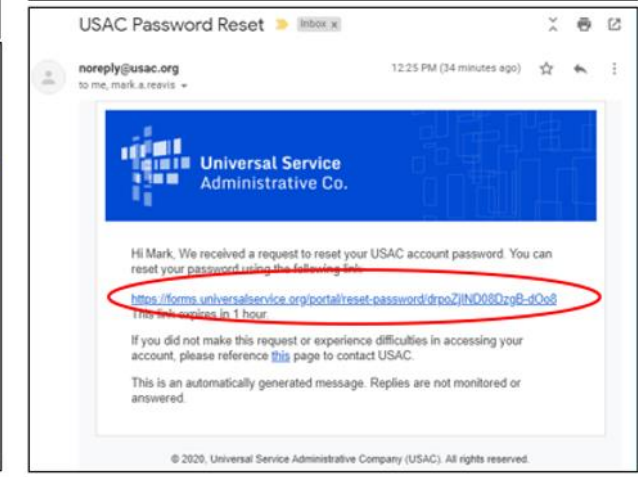 USAC Password Reset Inbox x
noreply@usac.org 12:25 PM (34 minutes ago)
to me, mark.a.reavis
Universal Service
Administrative Co.
Hi Mark, We received a request to reset your USAC account password. You can
reset your password using the following link:
https://forms.universalservice.org/portal/reset-password/drpoZjlND08DzgB-dOo8
This link expires in 1 hour.
If you did not make this request or experience difficulties in accessing your
account, please reference this page to contact USAC.
This is an automatically generated message. Replies are not monitored or
answered.
© 2020, Universal Service Administrative Company (USAC). All rights reserved.